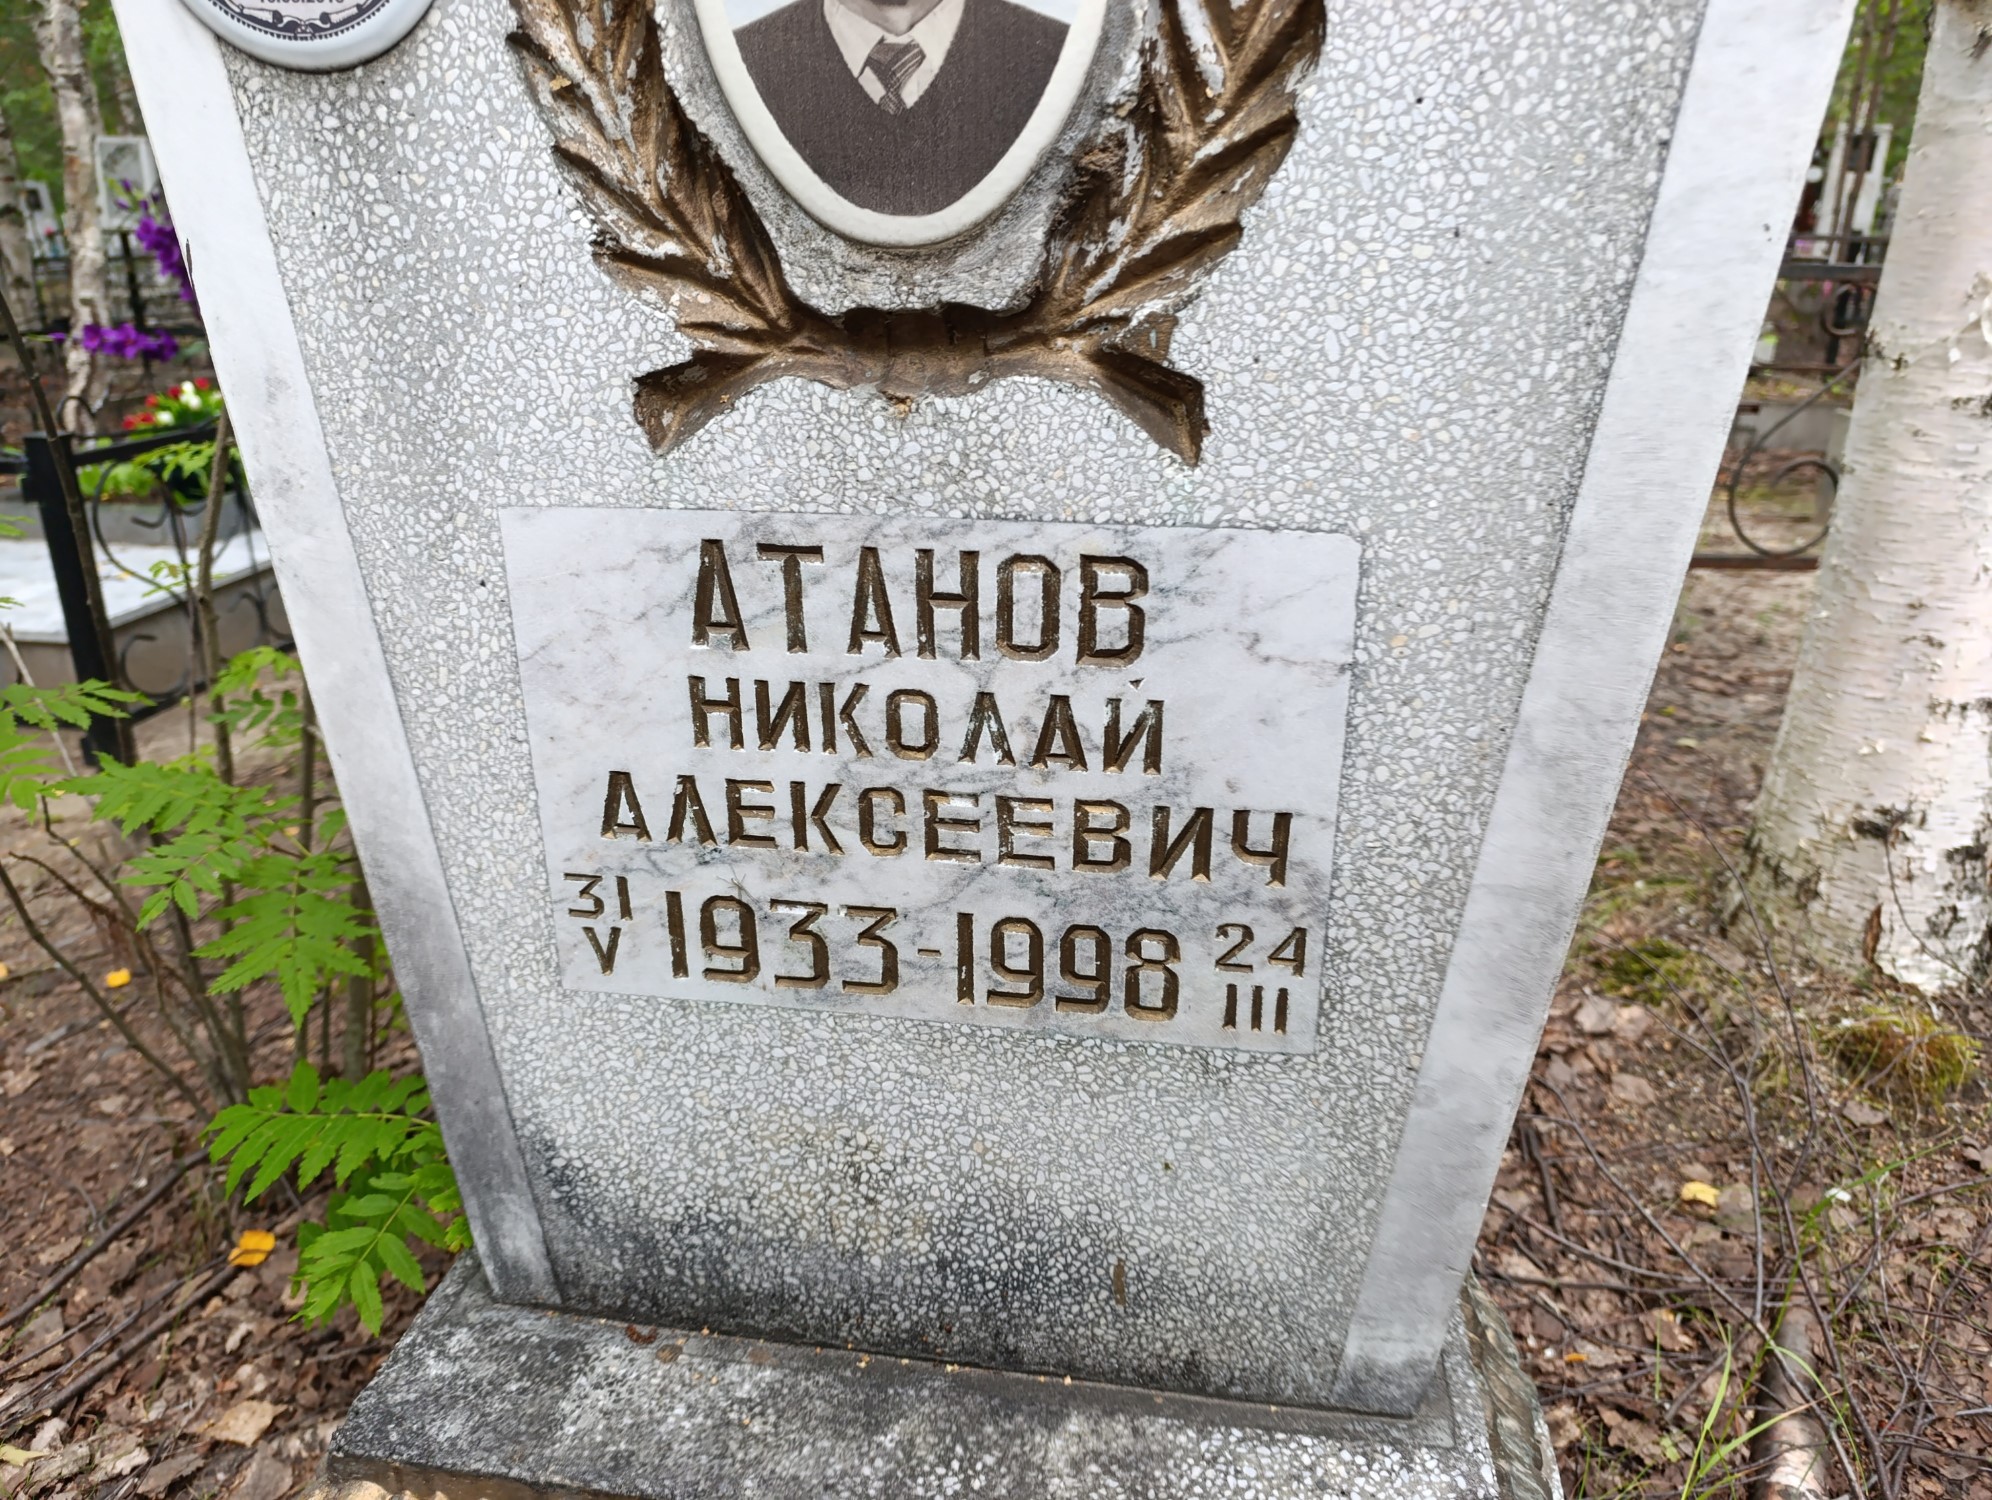 АТАНОВ
НИКОЛАЙ
АЛЕКСЕЕВИЧ
31 V 1933-1998 24 III